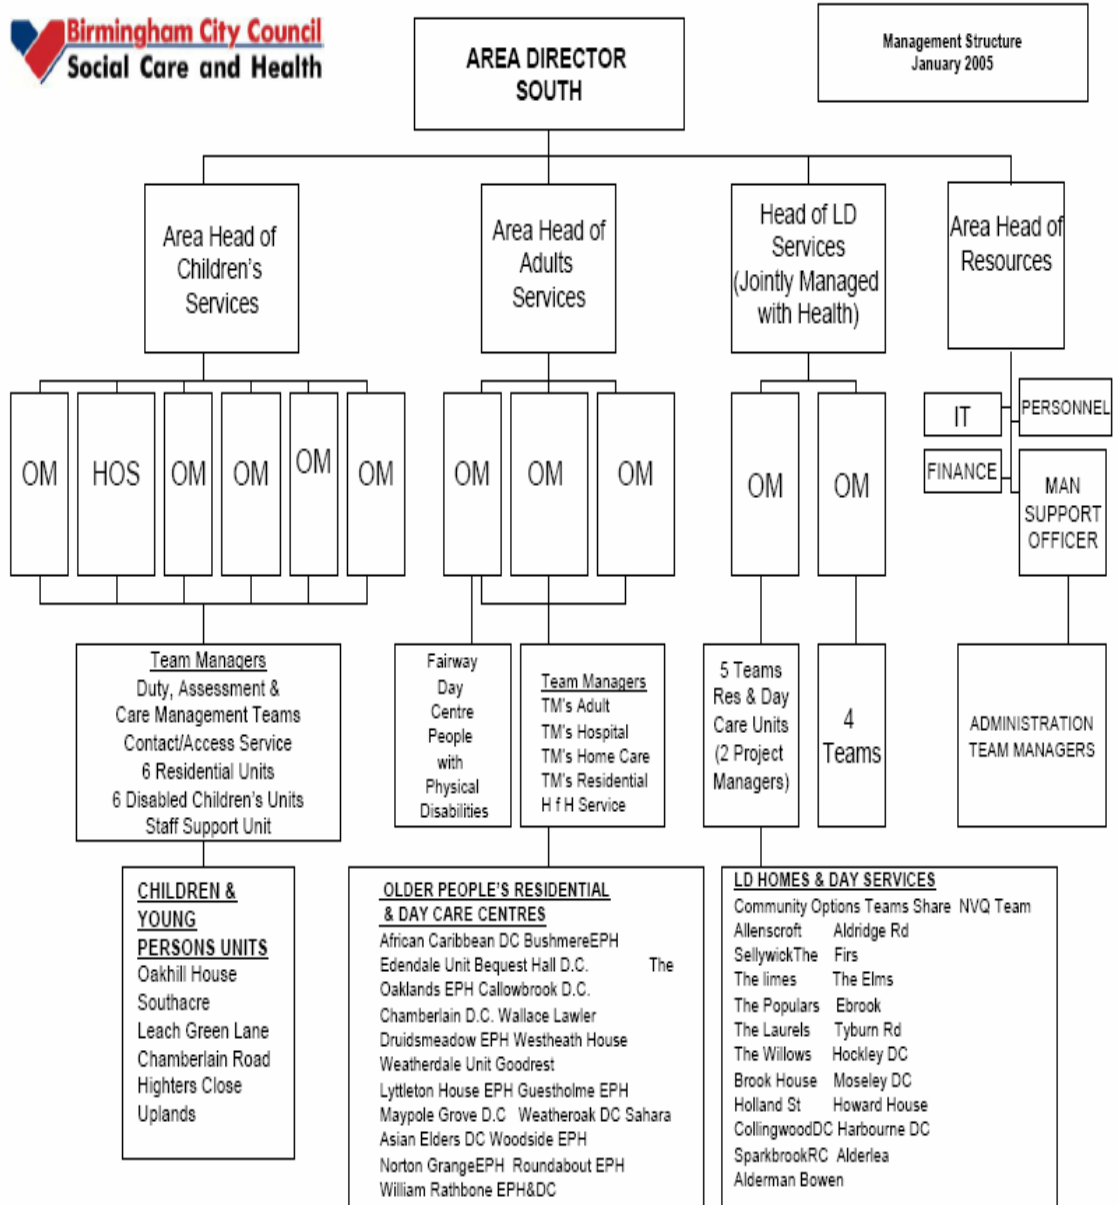 Birmingham City Council
Social Care and Health
AREA DIRECTOR
SOUTH
Management Structure
January 2005
Area Head of
Children's
Services
Area Head of
Adults
Services
Head of LD
Services
(Jointly Managed
with Health)
Area Head of
Resources
OM
HOS
OM
OM
OM
OM
OM
OM
OM
OM
OM
IT
PERSONNEL
FINANCE
MAN
SUPPORT
OFFICER
Team Managers
Duty, Assessment &
Care Management Teams
Contact/Access Service
6 Residential Units
6 Disabled Children's Units
Staff Support Unit
Fairway
Day
Centre
People
with
Physical
Disabilities
Team Managers
TM's Adult
TM's Hospital
TM's Home Care
TM's Residential
H f H Service
5 Teams
Res & Day
Care Units
(2 Project
Managers)
4
Teams
ADMINISTRATION
TEAM MANAGERS
CHILDREN &
YOUNG
PERSONS UNITS
Oakhill House
Southacre
Leach Green Lane
Chamberlain Road
Highters Close
Uplands
OLDER PEOPLE'S RESIDENTIAL
& DAY CARE CENTRES
African Caribbean DC BushmereEPH
Edendale Unit Bequest Hall D.C. The
Oaklands EPH Callowbrook D.C.
Chamberlain D.C. Wallace Lawler
Druidsmeadow EPH Westheath House
Weatherdale Unit Goodrest
Lyttleton House EPH Guestholme EPH
Maypole Grove D.C Weatheroak DC Sahara
Asian Elders DC Woodside EPH
Norton GrangeEPH Roundabout EPH
William Rathbone EPH&DC
LD HOMES & DAY SERVICES
Community Options Teams Share NVQ Team
Allenscroft Aldridge Rd
SellywickThe Firs
The limes The Elms
The Populars Ebrook
The Laurels Tyburn Rd
The Willows Hockley DC
Brook House Moseley DC
Holland St Howard House
CollingwoodDC Harbourne DC
SparkbrookRC Alderlea
Alderman Bowen